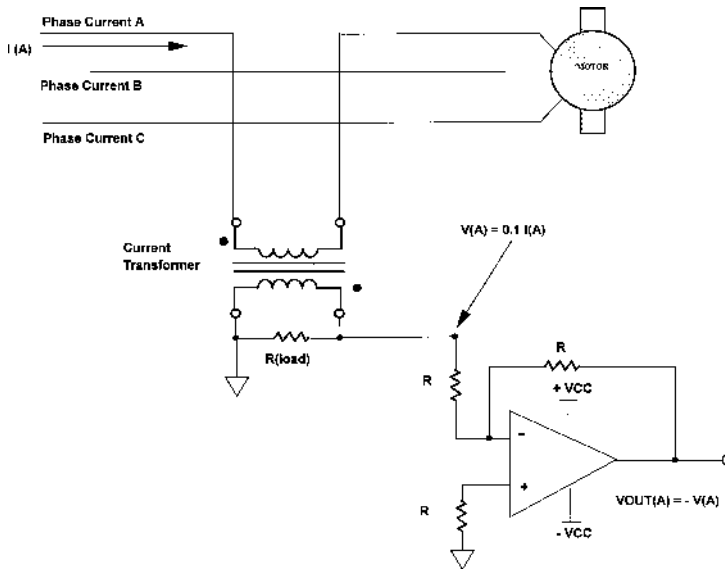 Phase Current A
I (A)
MOTOR
Phase Current B
Phase Current C
V(A) = 0.1 I(A)
Current
Transformer
R(load)
R
R
+ VCC
−
+
R
VOUT(A) = - V(A)
- VCC